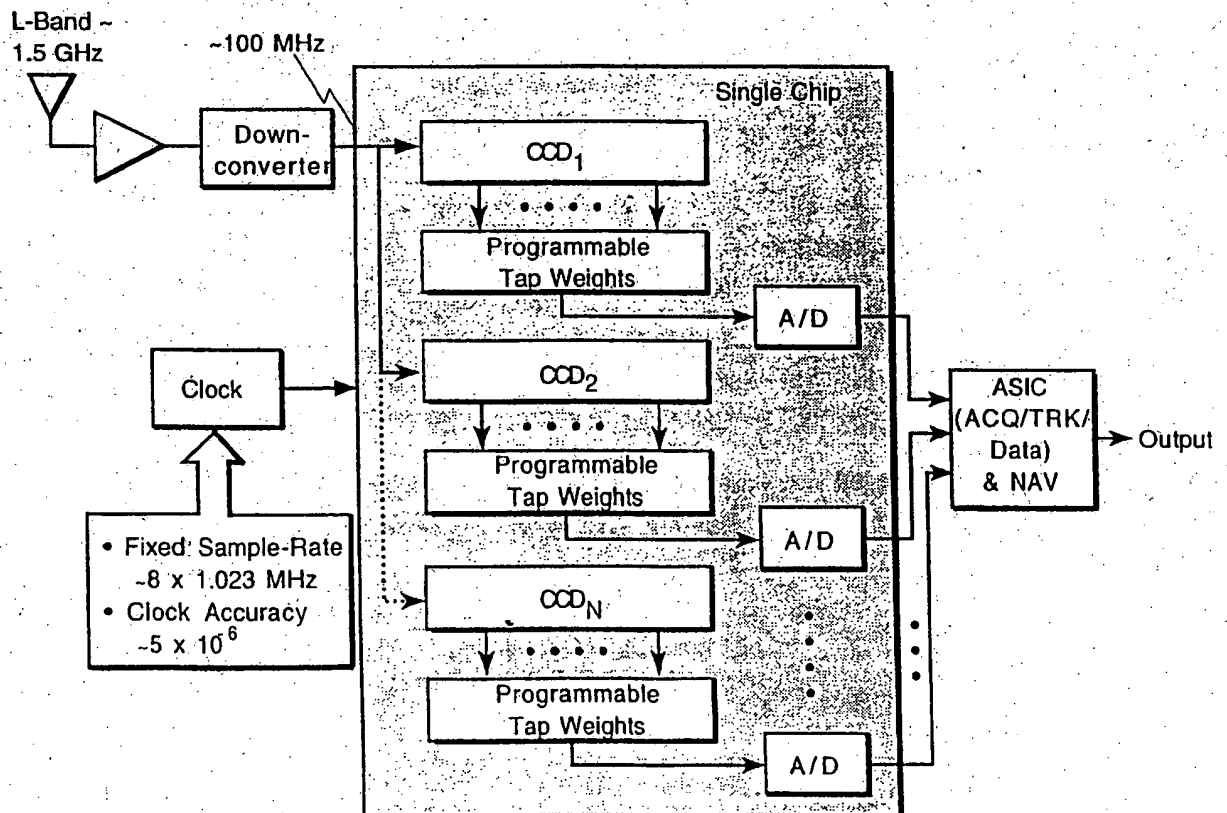 L-Band ~
1.5 GHz
~100 MHz
Single Chip
Down-
converter
CCD1
Programmable
Tap Weights
A/D
Clock
CCD2
Programmable
Tap Weights
A/D
ASIC
(ACQ/TRK/
Data)
& NAV
Output
• Fixed Sample-Rate
~8 x 1.023 MHz
• Clock Accuracy
~5 x 10^-6
CCDN
Programmable
Tap Weights
A/D